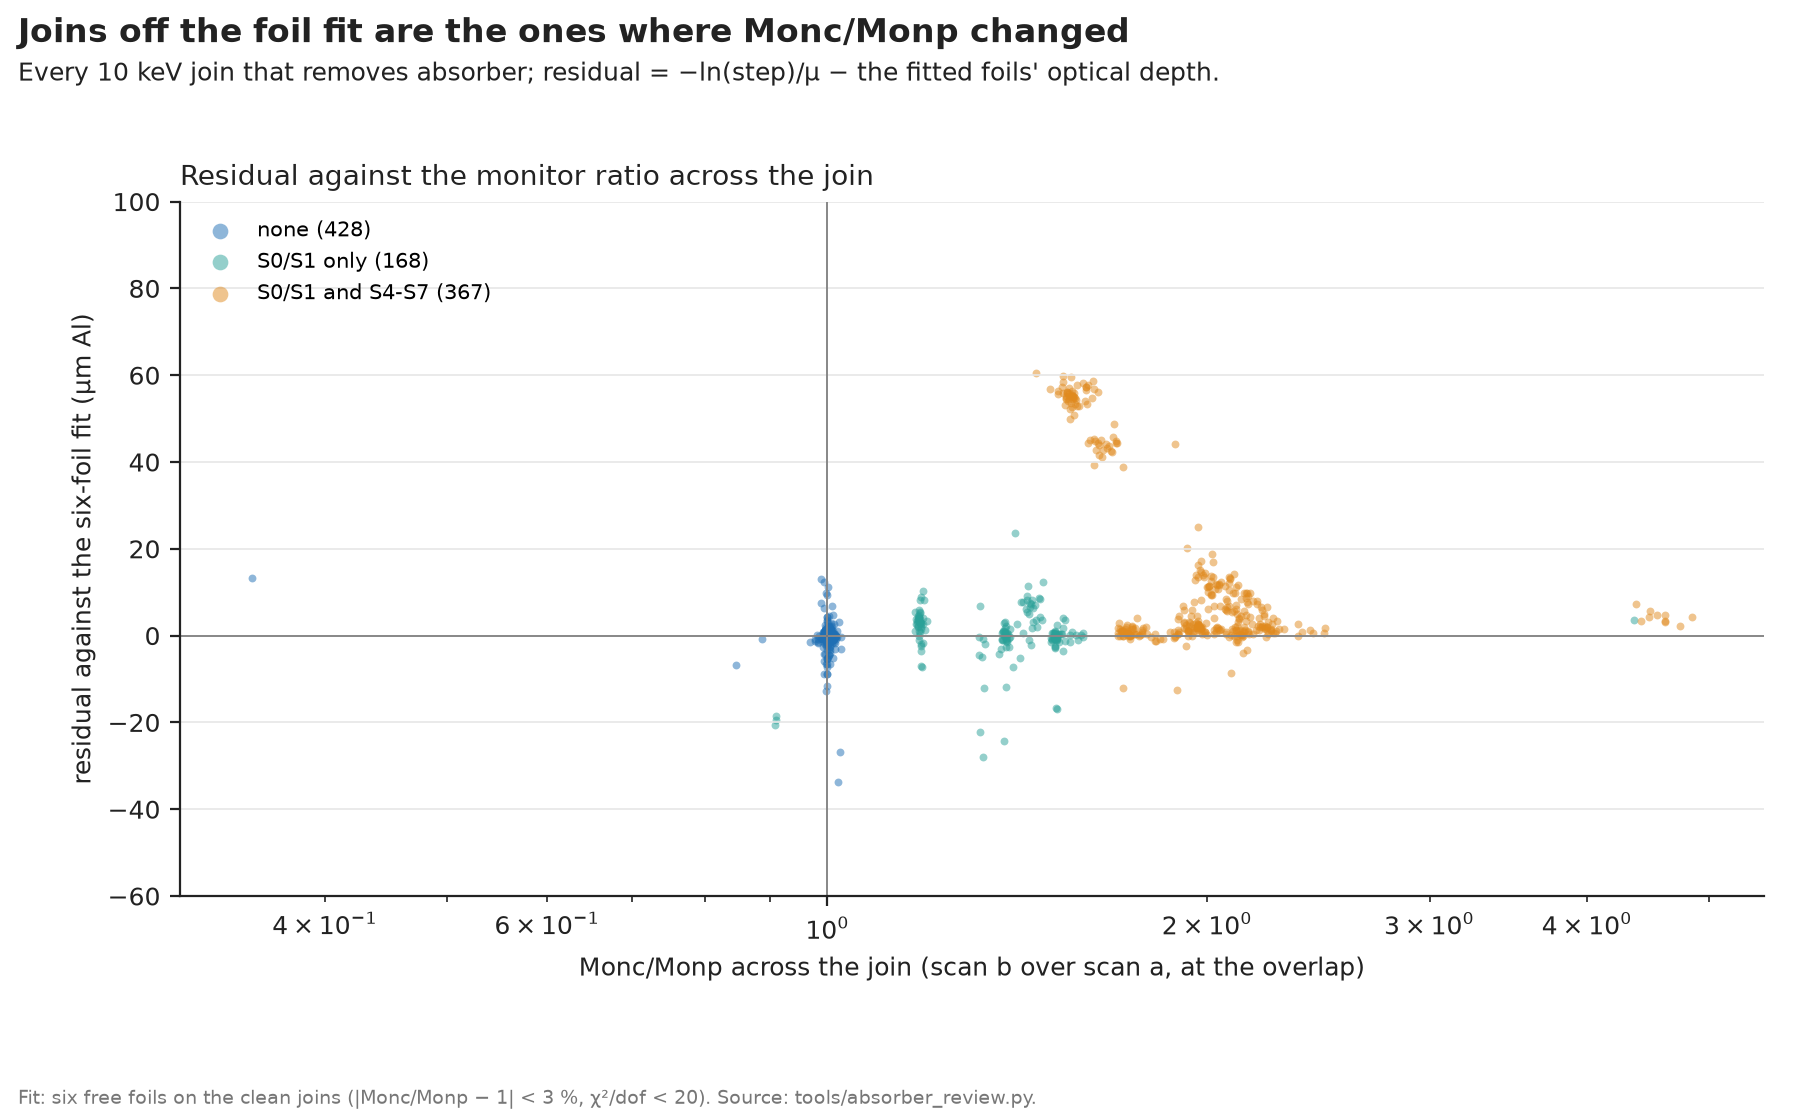 Joins off the foil fit are the ones where Monc/Monp changed
Every 10 keV join that removes absorber; residual = −ln(step)/μ − the fitted foils' optical depth.
Residual against the monitor ratio across the join
none (428)
S0/S1 only (168)
S0/S1 and S4-S7 (367)
residual against the six-foil fit (μm Al)
100
80
60
40
20
0
−20
−40
−60
4 × 10⁻¹
6 × 10⁻¹
10⁰
2 × 10⁰
3 × 10⁰
4 × 10⁰
Monc/Monp across the join (scan b over scan a, at the overlap)
Fit: six free foils on the clean joins (|Monc/Monp − 1| < 3 %, χ²/dof < 20). Source: tools/absorber_review.py.